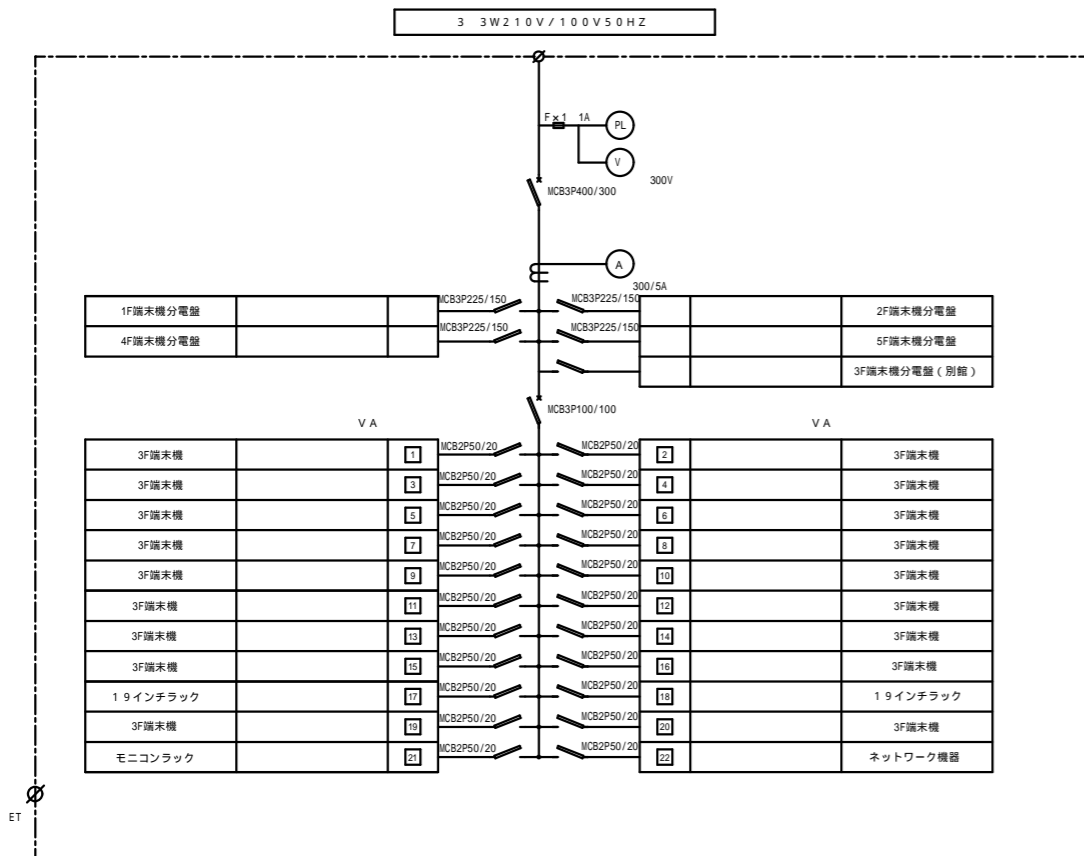 3 3W210V/100V50HZ
F×1 1A PL
V
300V
MCB3P400/300
A
300/5A
1F端末機分電盤 MCB3P225/150 MCB3P225/150 2F端末機分電盤
4F端末機分電盤 MCB3P225/150 MCB3P225/150 5F端末機分電盤
3F端末機分電盤(別館)
MCB3P100/100
VA VA
3F端末機 1 MCB2P50/20 MCB2P50/20 2 3F端末機
3F端末機 3 MCB2P50/20 MCB2P50/20 4 3F端末機
3F端末機 5 MCB2P50/20 MCB2P50/20 6 3F端末機
3F端末機 7 MCB2P50/20 MCB2P50/20 8 3F端末機
3F端末機 9 MCB2P50/20 MCB2P50/20 10 3F端末機
3F端末機 11 MCB2P50/20 MCB2P50/20 12 3F端末機
3F端末機 13 MCB2P50/20 MCB2P50/20 14 3F端末機
3F端末機 15 MCB2P50/20 MCB2P50/20 16 3F端末機
19インチラック 17 MCB2P50/20 MCB2P50/20 18 19インチラック
3F端末機 19 MCB2P50/20 MCB2P50/20 20 3F端末機
モニコンラック 21 MCB2P50/20 MCB2P50/20 22 ネットワーク機器
ET